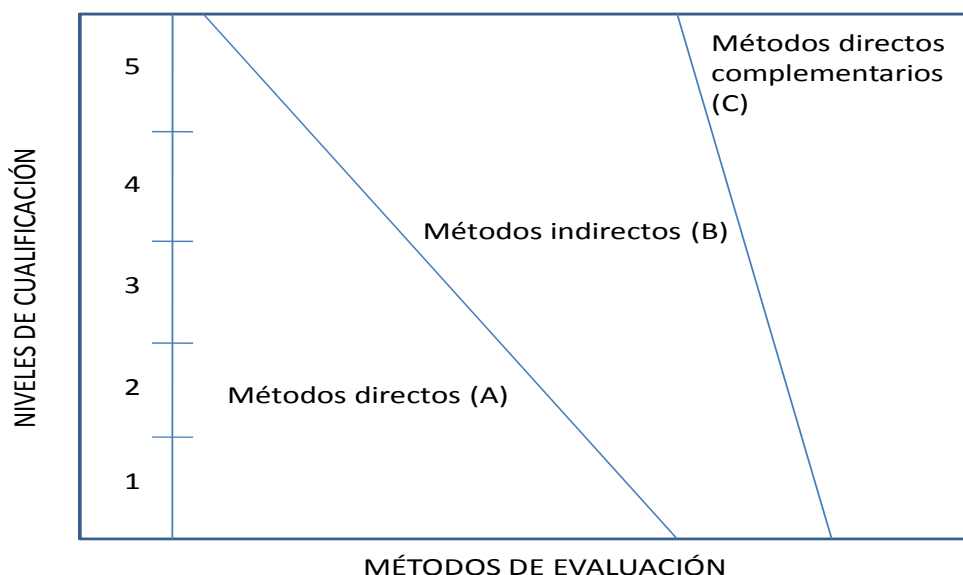 Métodos directos
complementarios
(C)
5
4
Métodos indirectos (B)
3
2
Métodos directos (A)
1
NIVELES DE CUALIFICACIÓN
MÉTODOS DE EVALUACIÓN